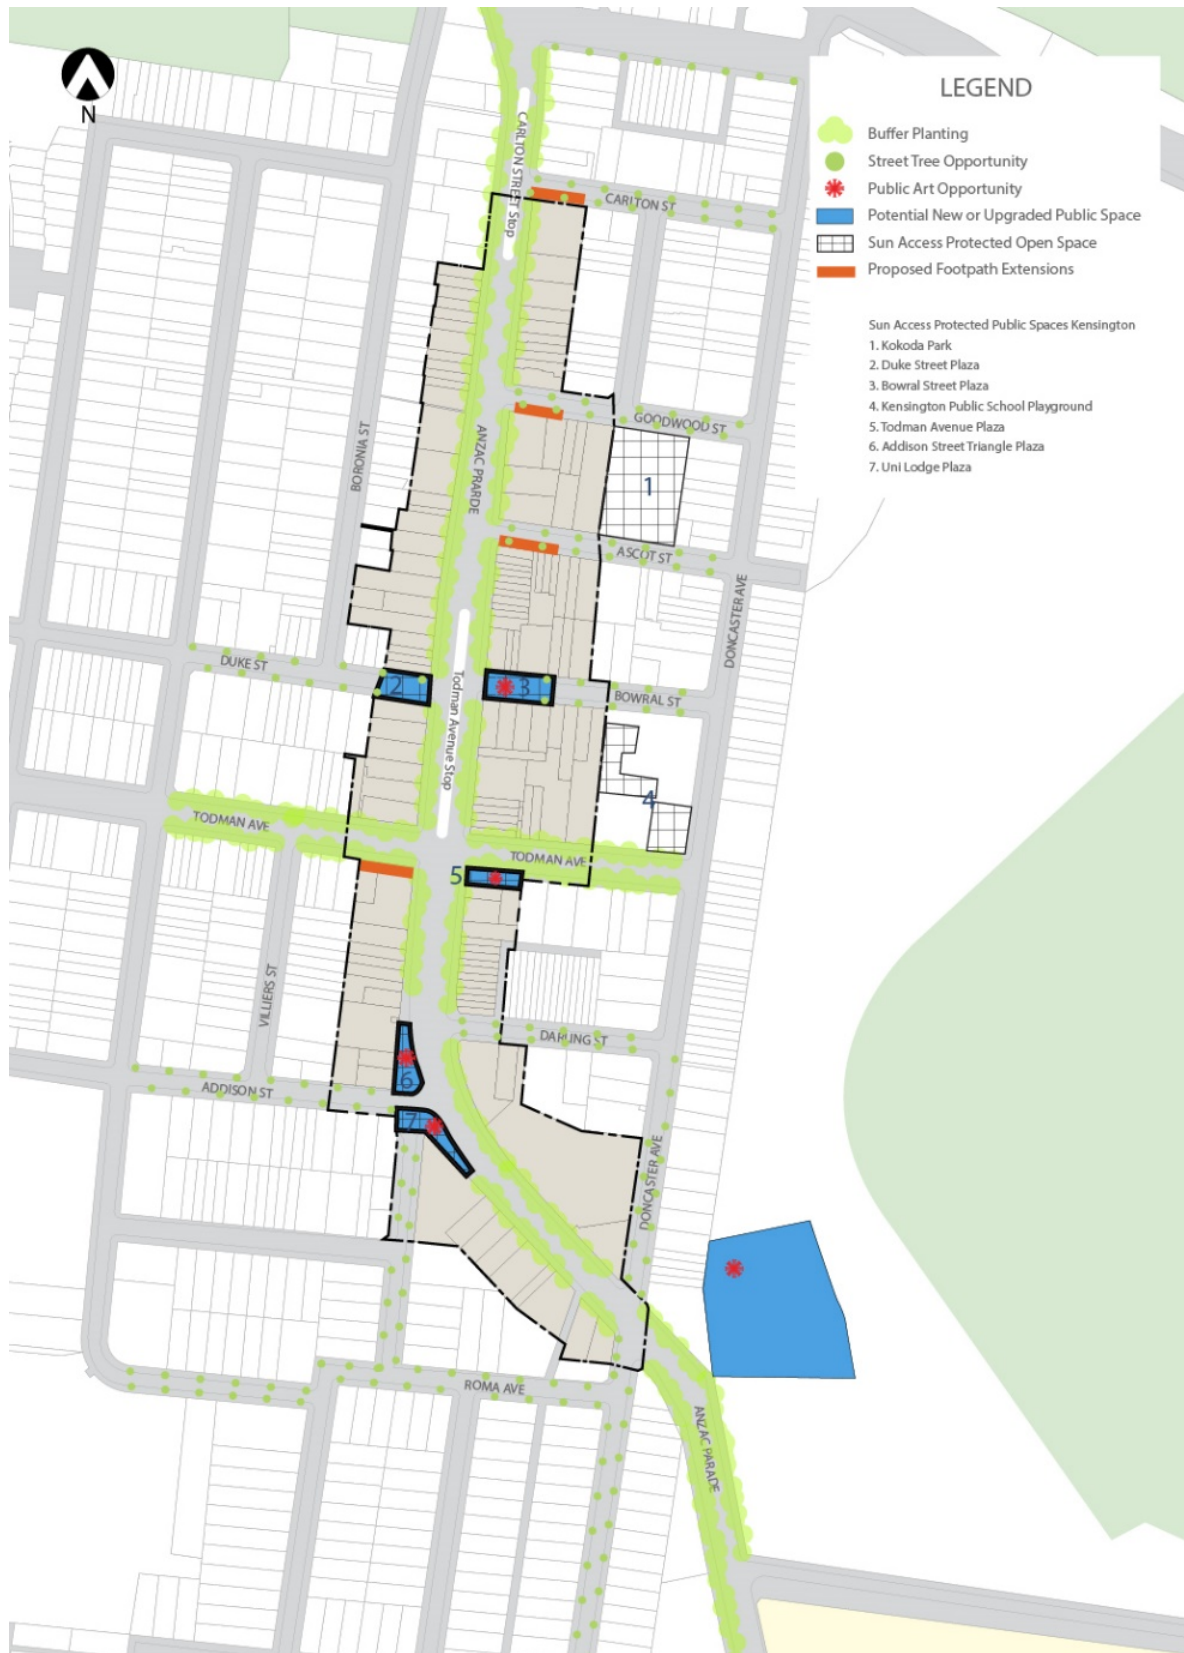 N
LEGEND
Buffer Planting
Street Tree Opportunity
Public Art Opportunity
Potential New or Upgraded Public Space
Sun Access Protected Open Space
Proposed Footpath Extensions
Sun Access Protected Public Spaces Kensington
1. Kokoda Park
2. Duke Street Plaza
3. Bowral Street Plaza
4. Kensington Public School Playground
5. Todman Avenue Plaza
6. Addison Street Triangle Plaza
7. Uni Lodge Plaza
CARLTON STREET Stop
CARLTON ST
GOODWOOD ST
BORONIA ST
ANZAC PRARDE
1
ASCOT ST
DONCASTER AVE
DUKE ST
2
3
BOWRAL ST
Todman Avenue Stop
4
TODMAN AVE
TODMAN AVE
5
VILLIERS ST
DARLING ST
6
ADDISON ST
7
DONCASTER AVE
ROMA AVE
ANZAC PARADE